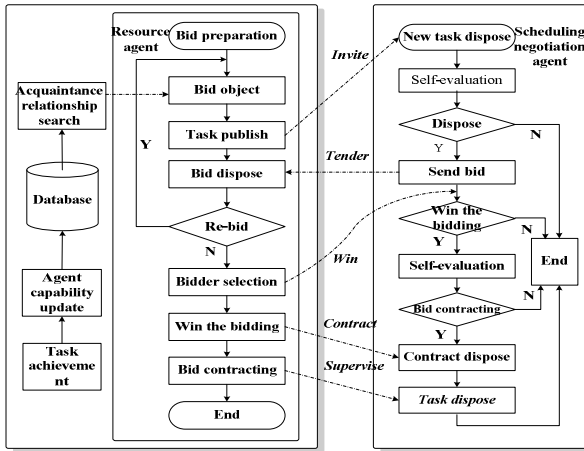 Resource
agent
Bid preparation
Acquaintance
relationship
search
Bid object
Task publish
Y
Bid dispose
Database
Re-bid
N
Agent
capability
update
Bidder selection
Win the bidding
Task
achieveme
nt
Bid contracting
End
Invite
Tender
Win
Contract
Supervise
New task dispose
Scheduling
negotiation
agent
Self-evaluation
Dispose
N
Y
Send bid
Win the
bidding
N
Y
Self-evaluation
End
N
Bid contracting
Y
Contract dispose
Task dispose